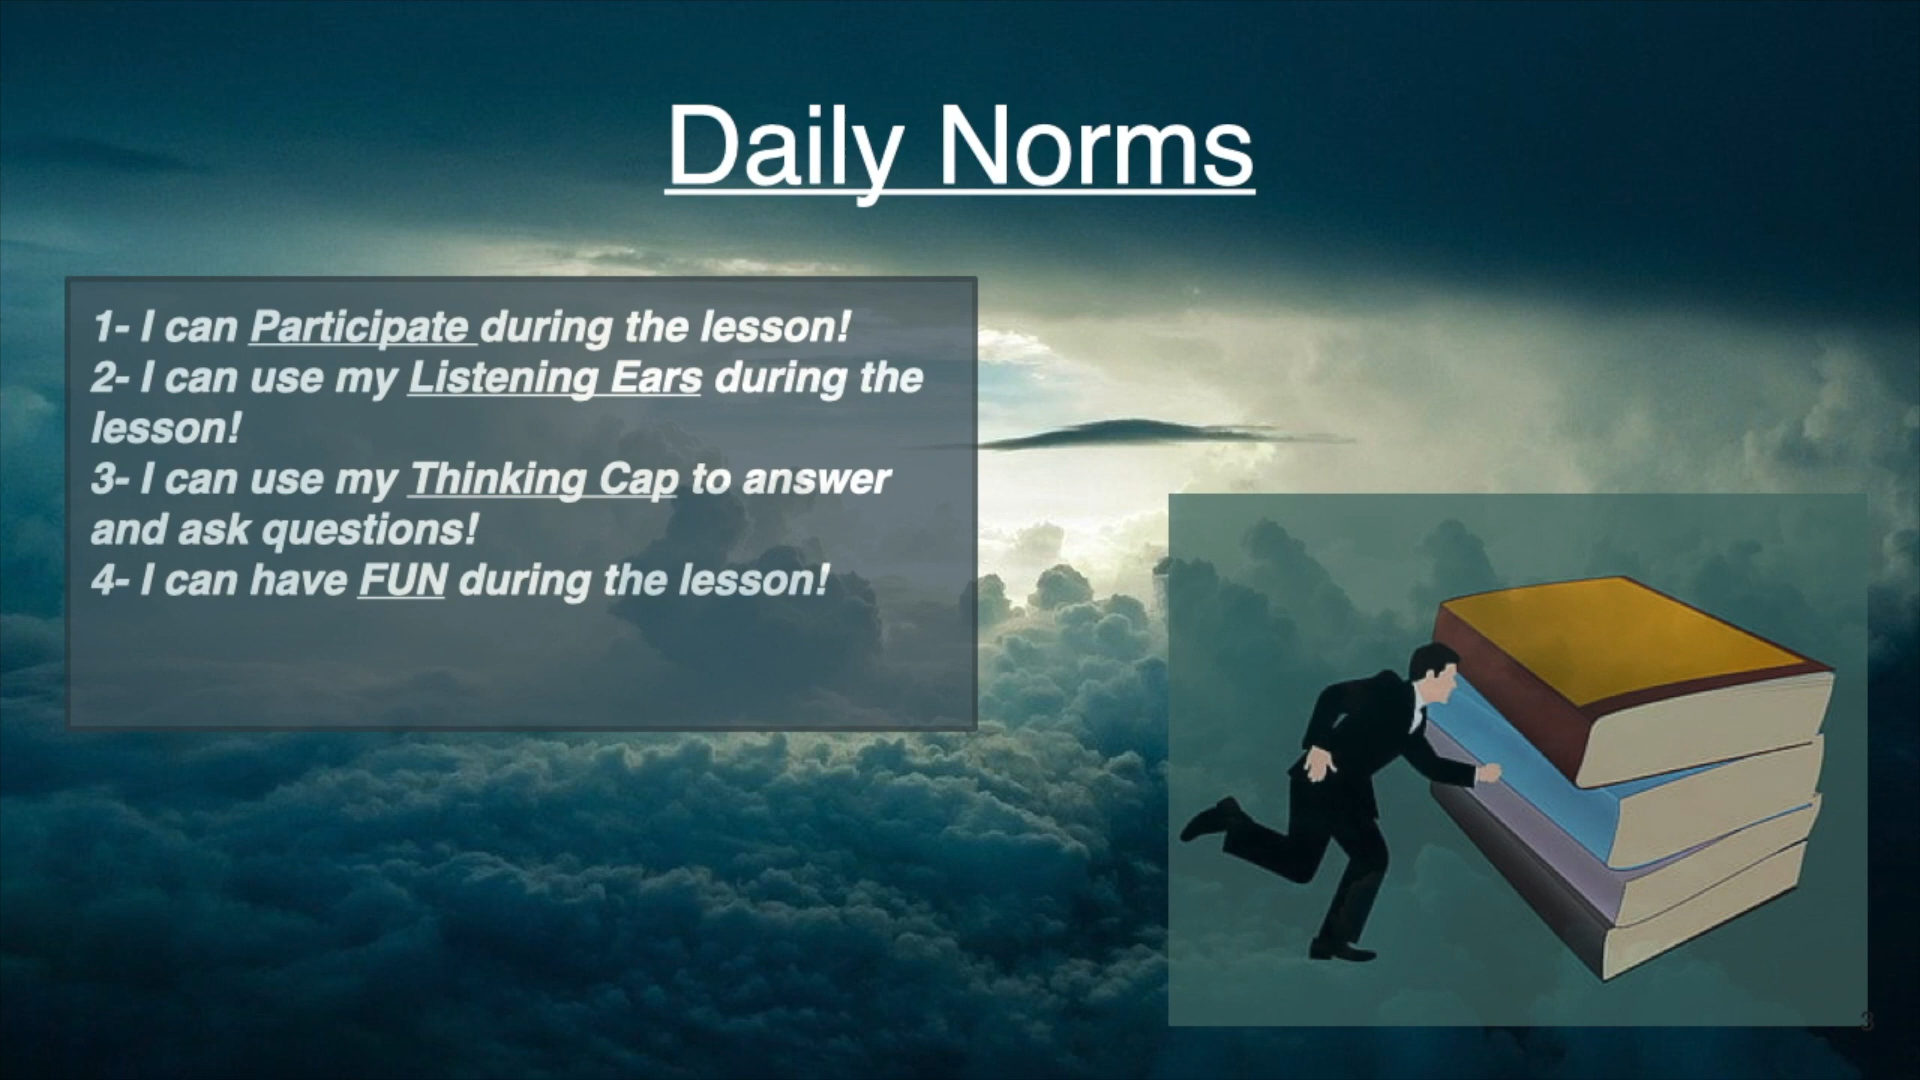 Daily Norms
1- I can Participate during the lesson!
2- I can use my Listening Ears during the
lesson!
3- I can use my Thinking Cap to answer
and ask questions!
4- I can have FUN during the lesson!
3